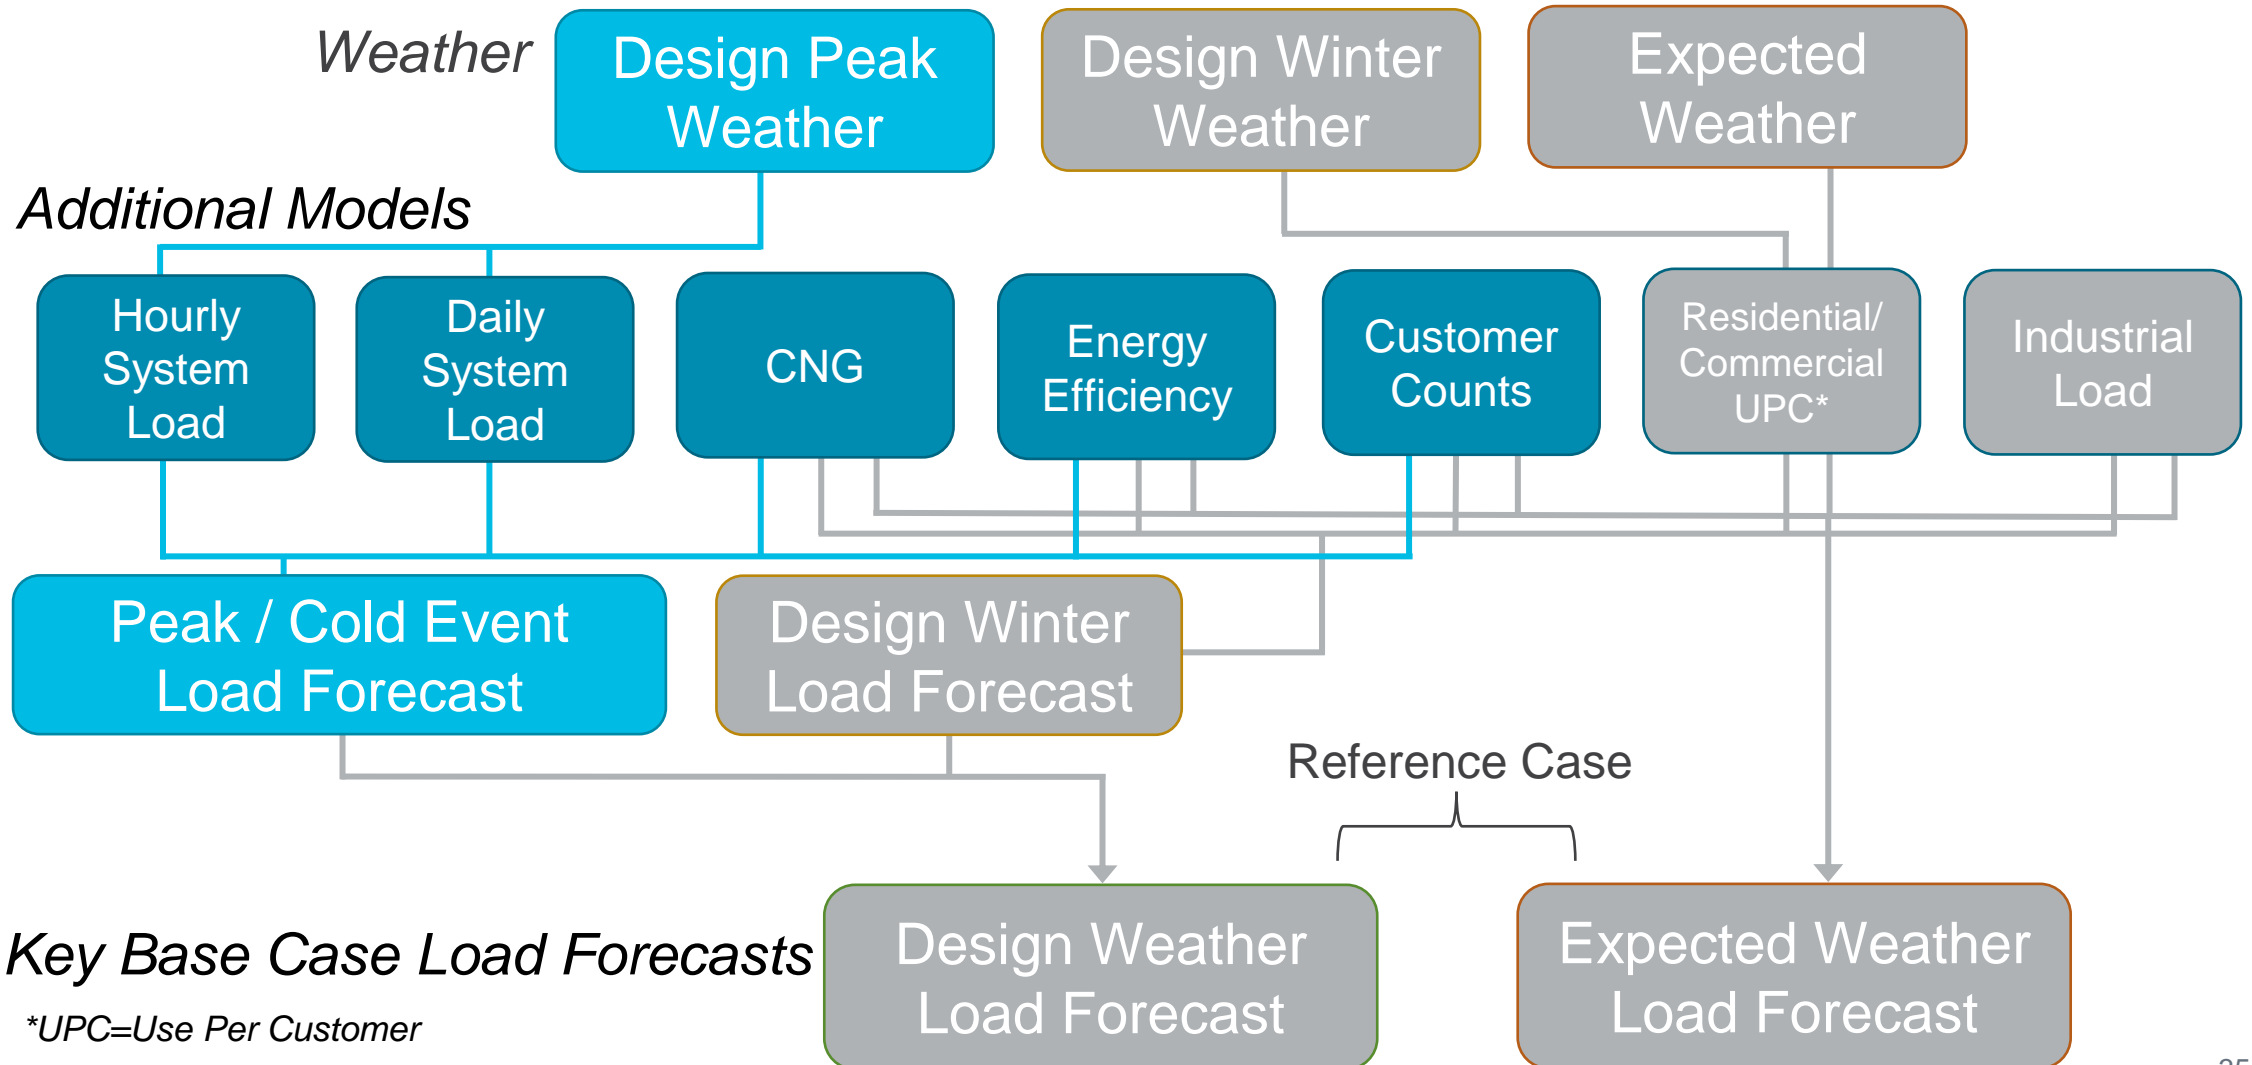 Weather
Design Peak
Weather
Design Winter
Weather
Expected
Weather
Additional Models
Hourly
System
Load
Daily
System
Load
CNG
Energy
Efficiency
Customer
Counts
Residential/
Commercial
UPC*
Industrial
Load
Peak / Cold Event
Load Forecast
Design Winter
Load Forecast
Reference Case
Key Base Case Load Forecasts
Design Weather
Load Forecast
Expected Weather
Load Forecast
*UPC=Use Per Customer